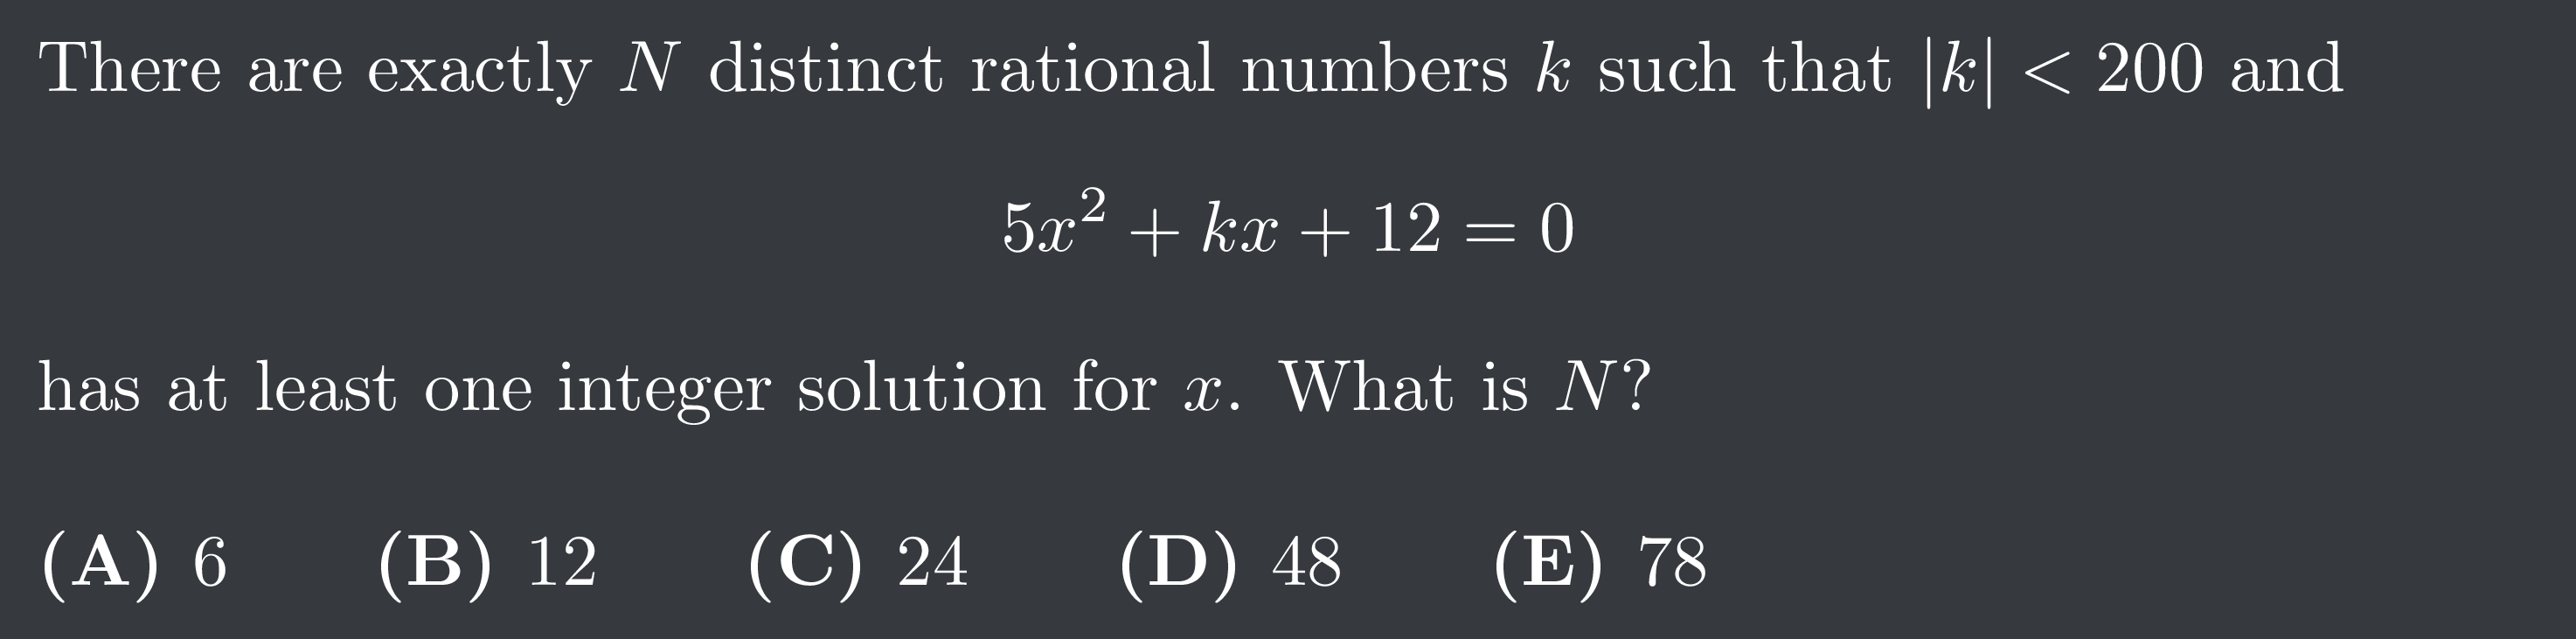 There are exactly N distinct rational numbers k such that |k| < 200 and
5x² + kx + 12 = 0
has at least one integer solution for x. What is N?
(A) 6 (B) 12 (C) 24 (D) 48 (E) 78